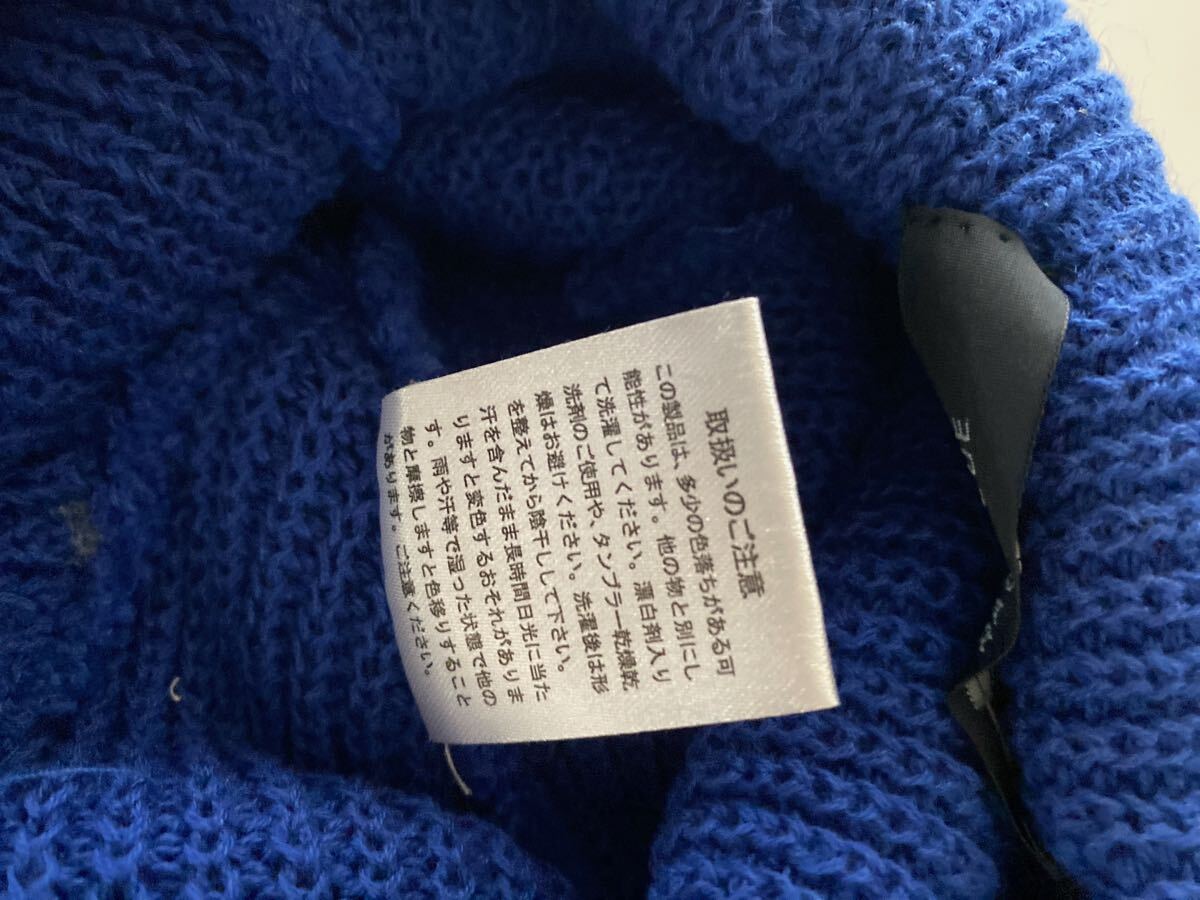 取扱いのご注意
この製品は、多少の色落ちがある可
能性があります。他の物と別にし
て洗濯してください。漂白剤入り
洗剤のご使用や、タンブラー乾燥乾
燥はお避けください。洗濯後は形
を整えてから陰干しして下さい。
汗を含んだまま長時間日光に当た
りますと変色するおそれがありま
す。雨や汗等で湿った状態で他の
物と摩擦しますと色移りすること
があります。ご注意ください。